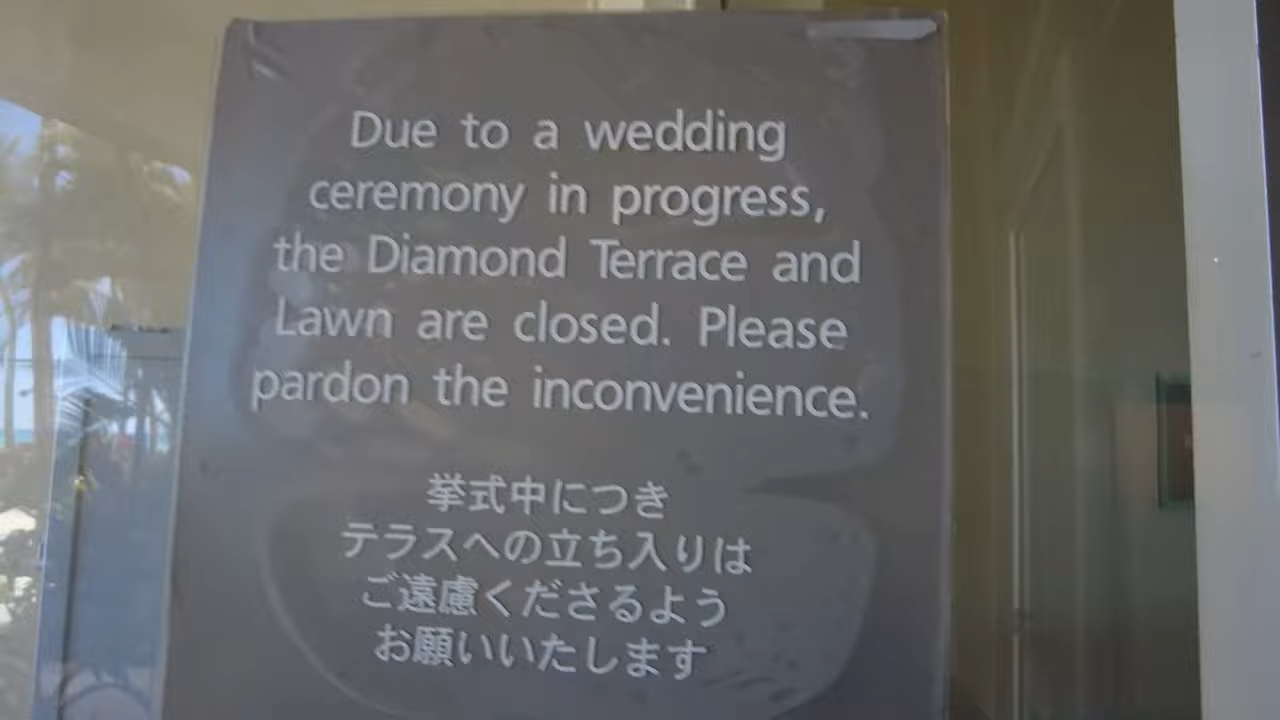 Due to a wedding
ceremony in progress,
the Diamond Terrace and
Lawn are closed. Please
pardon the inconvenience.
挙式中につき
テラスへの立ち入りは
ご遠慮くださるよう
お願いいたします